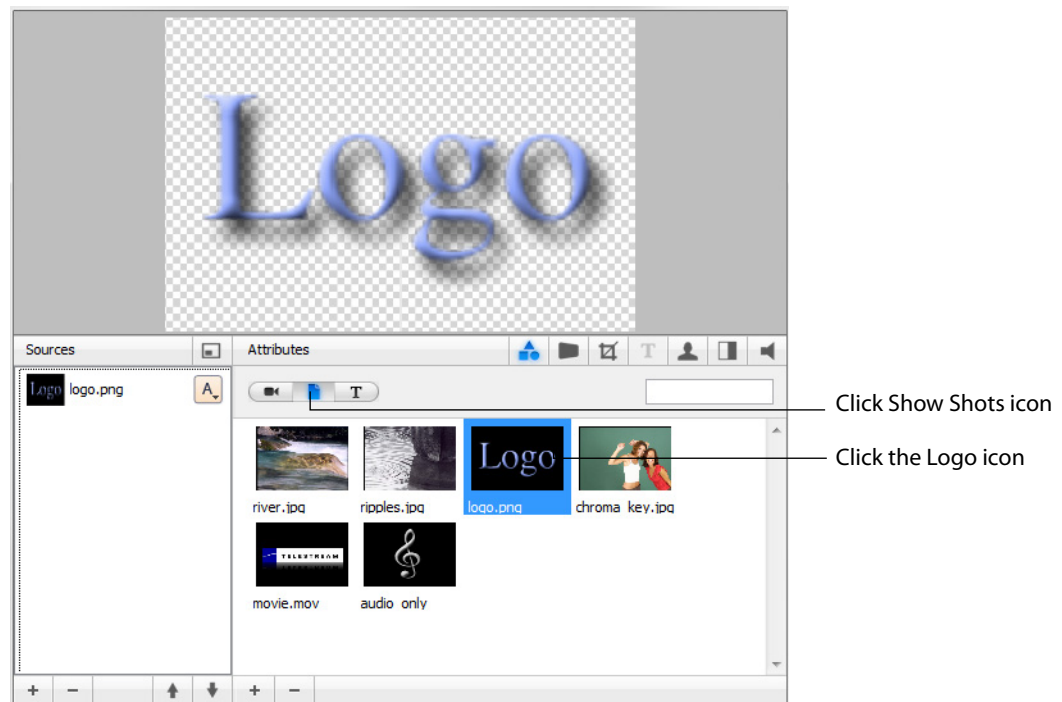 Logo
Sources
Attributes
T
Logo
logo.png
A
T
Click Show Shots icon
Logo
Click the Logo icon
river.jpg
ripples.jpg
logo.png
chroma_key.jpg
TELESTREAM
movie.mov
audio_only